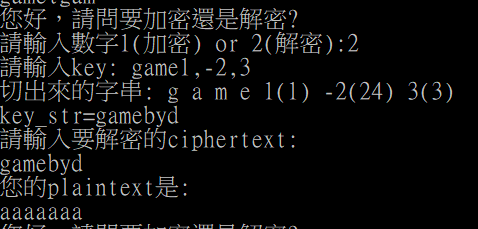 您好，請問要加密還是解密?
請輸入數字1(加密) or 2(解密):2
請輸入key: game1,-2,3
切出來的字串: g a m e 1(1) -2(24) 3(3)
key_str=gamebyd
請輸入要解密的ciphertext:
gamebyd
您的plaintext是:
aaaaaaa